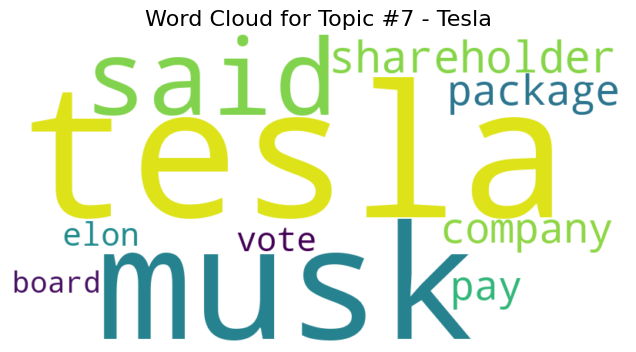 Word Cloud for Topic #7 - Tesla
said
shareholder
package
tesla
elon
vote
company
board
musk
pay